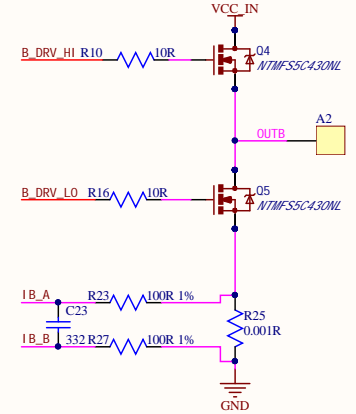 VCC_IN
B_DRV_HI R10 10R Q4
NTMFS5C430NL
A2
OUTB
B_DRV_LO R16 10R Q5
NTMFS5C430NL
IB_A R23 100R 1%
C23 R25
0.001R
IB_B 332 R27 100R 1%
GND